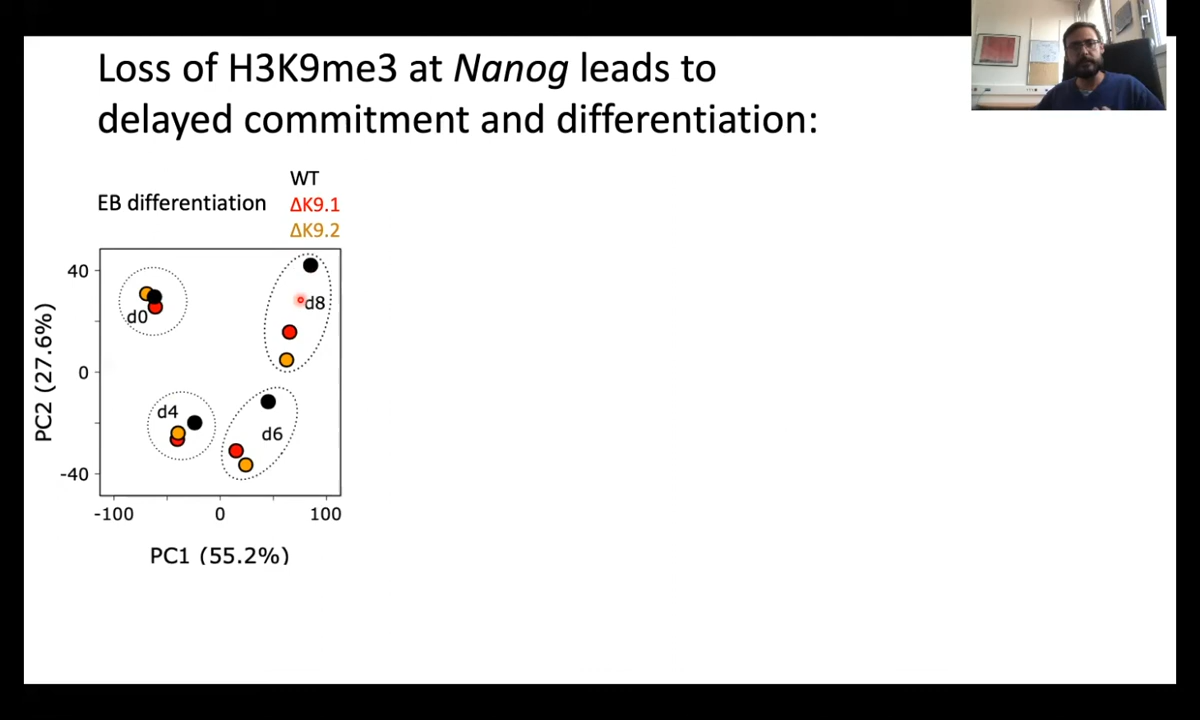 Loss of H3K9me3 at Nanog leads to
delayed commitment and differentiation:
WT
EB differentiation
ΔK9.1
ΔK9.2
40
0
-40
PC2 (27.6%)
d0
d8
d4
d6
-100
0
100
PC1 (55.2%)